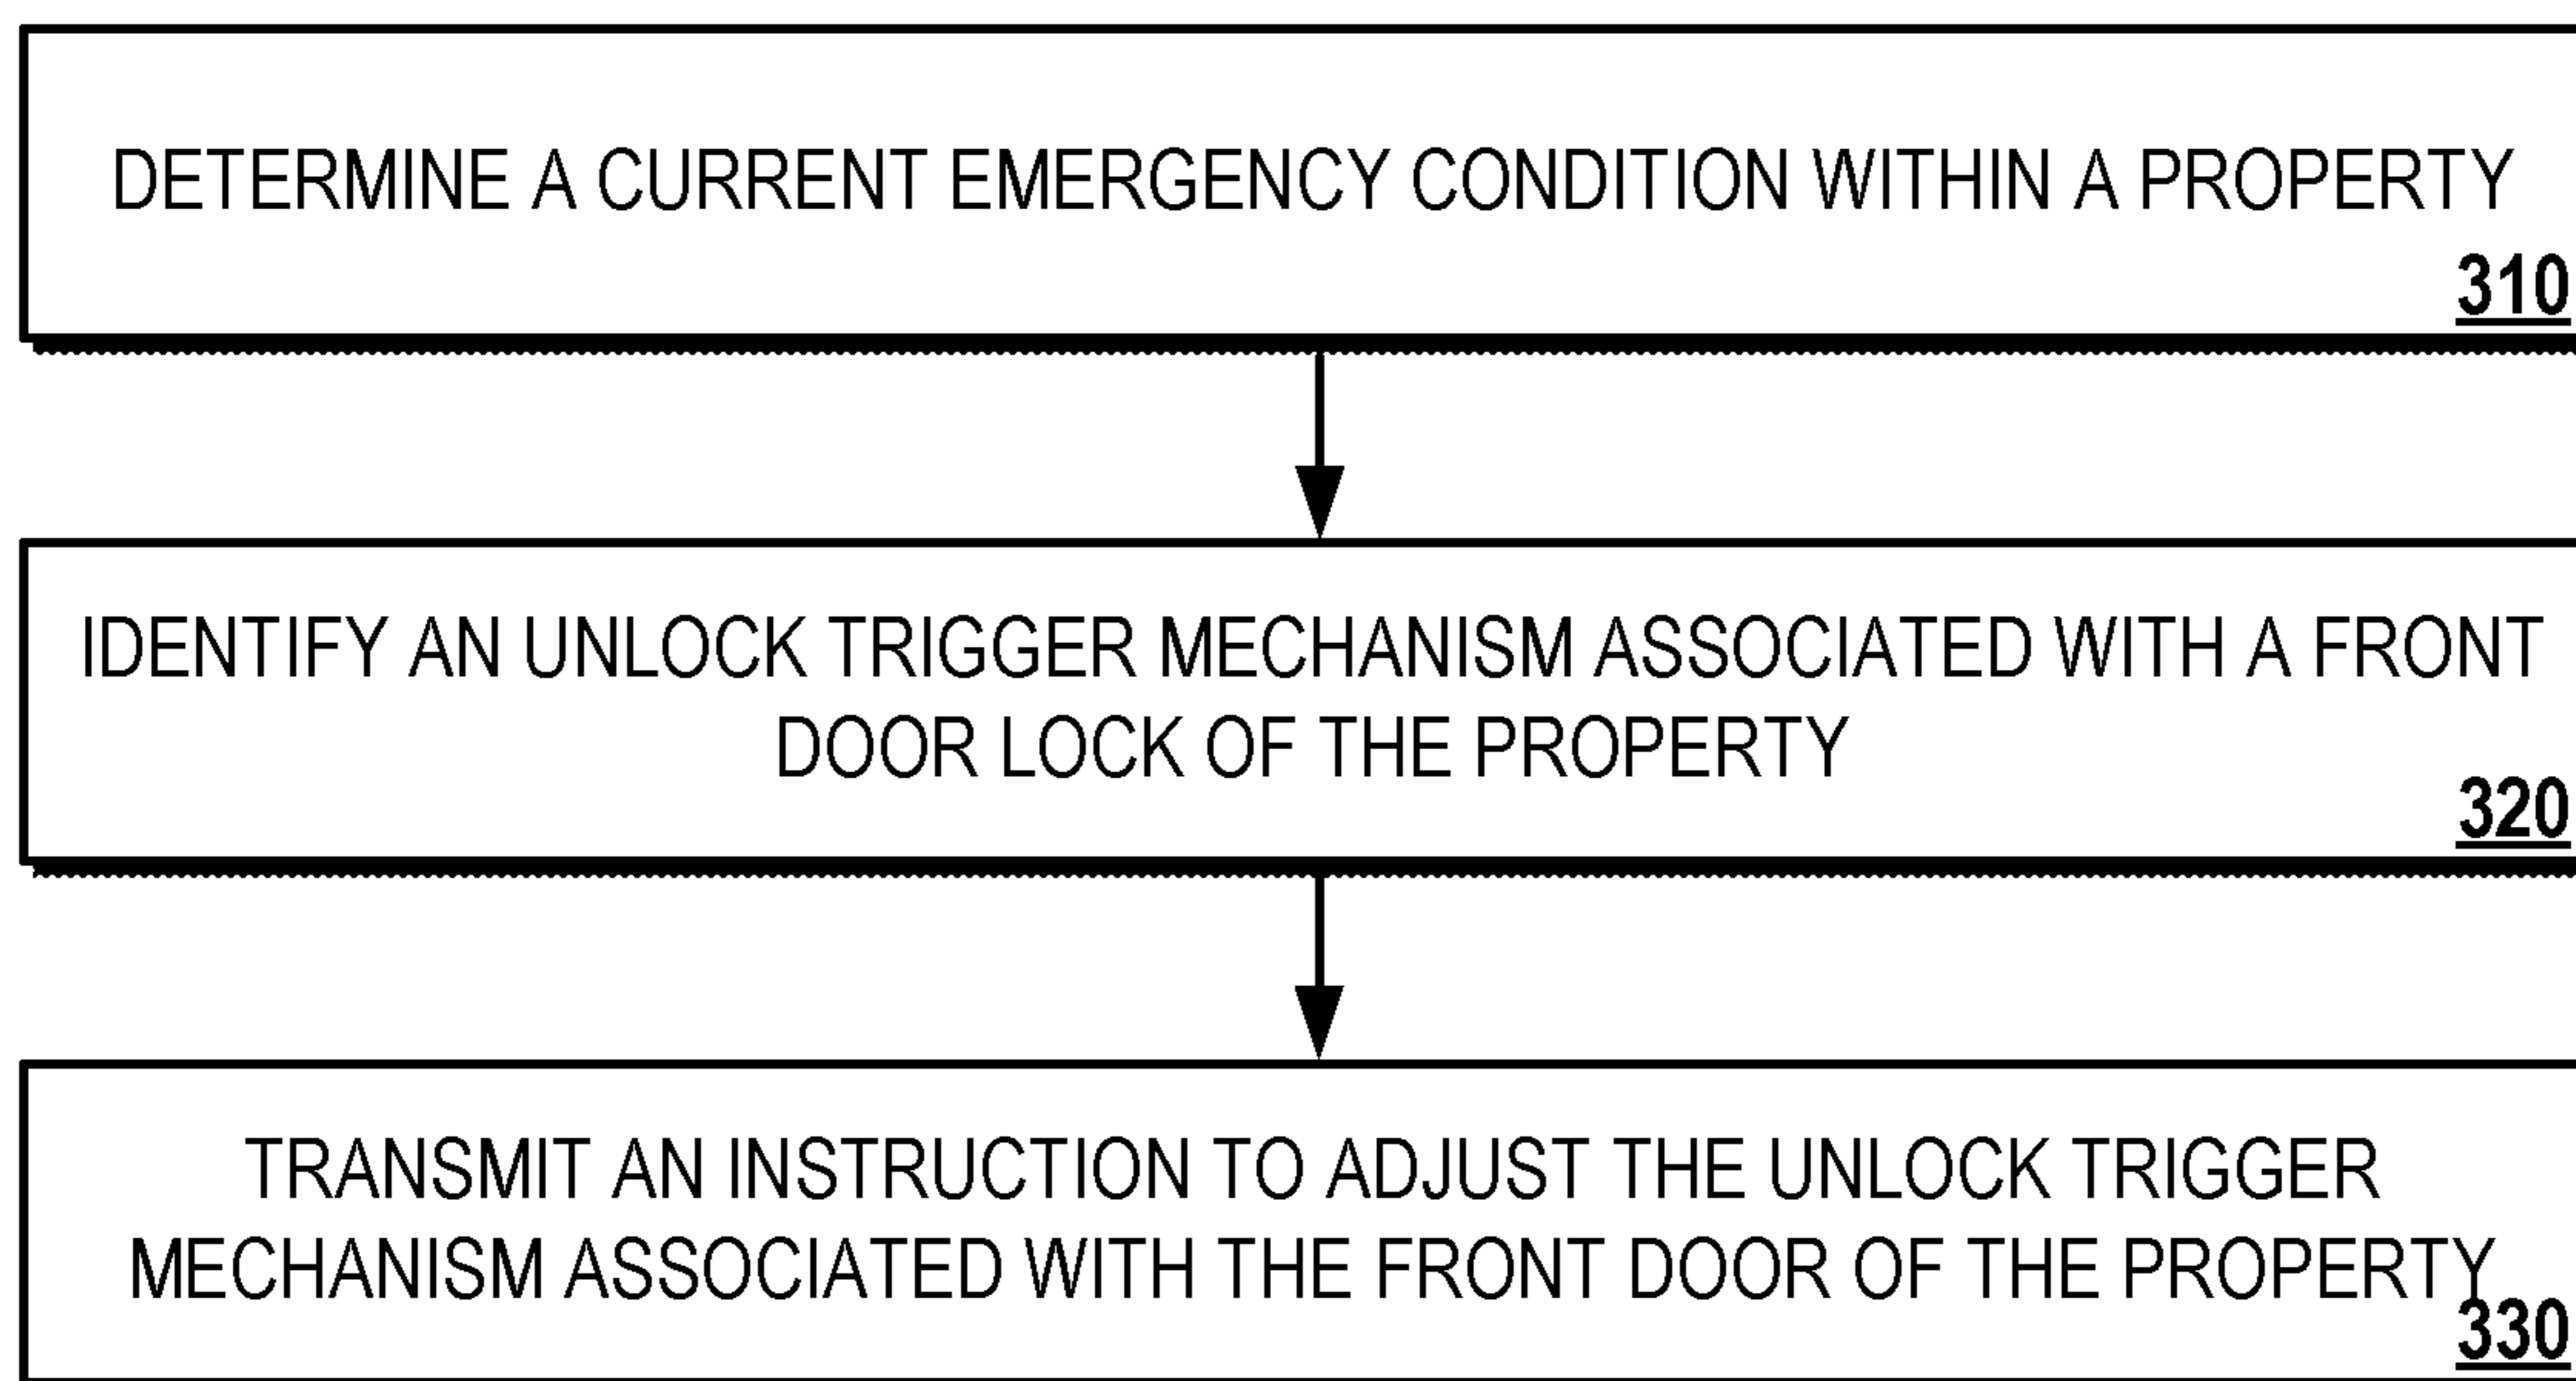 DETERMINE A CURRENT EMERGENCY CONDITION WITHIN A PROPERTY
310
IDENTIFY AN UNLOCK TRIGGER MECHANISM ASSOCIATED WITH A FRONT
DOOR LOCK OF THE PROPERTY
320
TRANSMIT AN INSTRUCTION TO ADJUST THE UNLOCK TRIGGER
MECHANISM ASSOCIATED WITH THE FRONT DOOR OF THE PROPERTY
330